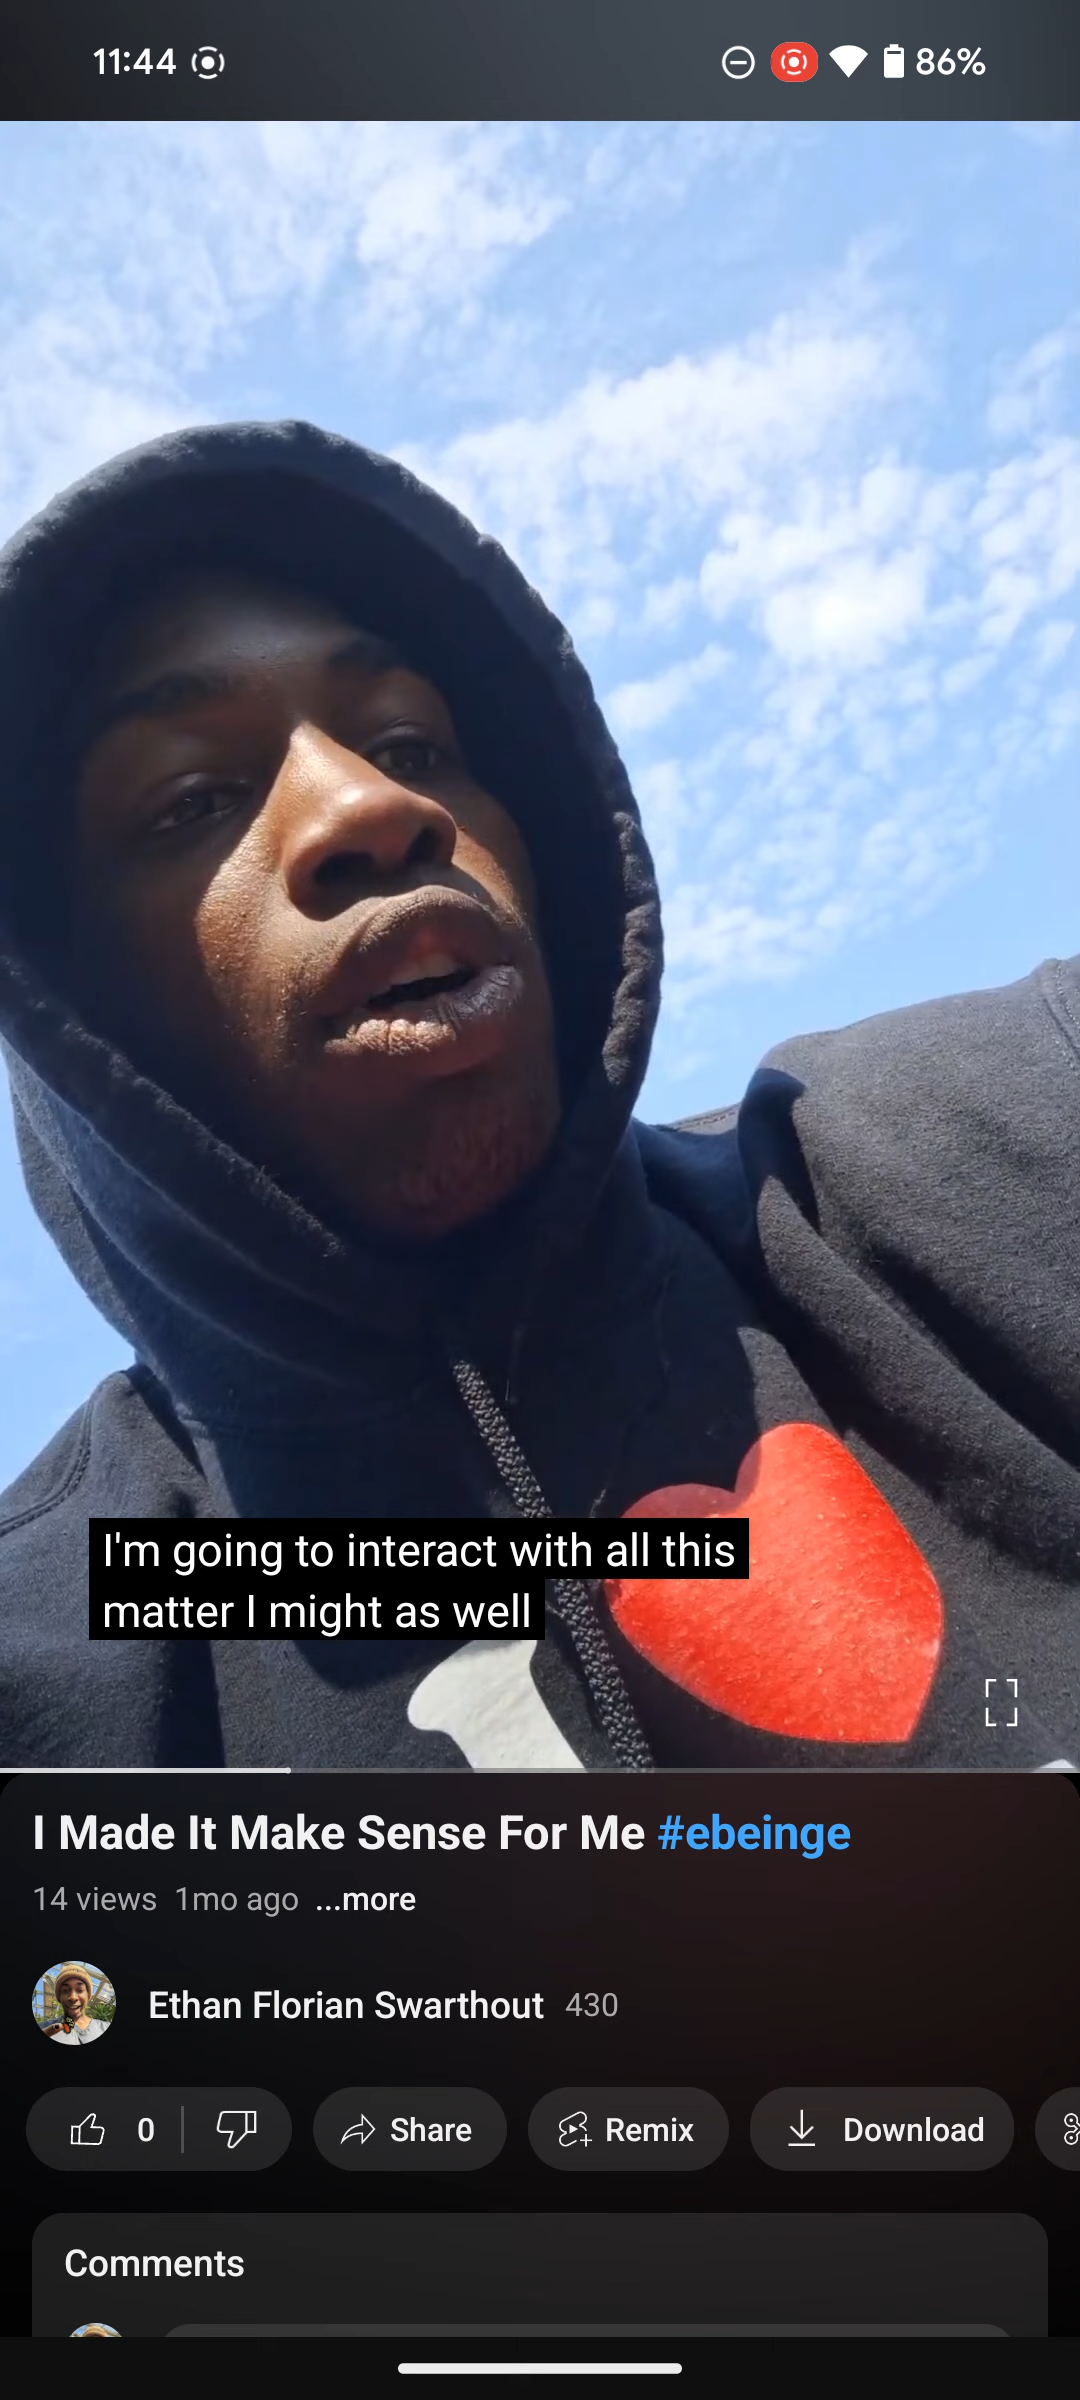 11:44 86%
I'm going to interact with all this
matter I might as well
I Made It Make Sense For Me #ebeinge
14 views 1mo ago ...more
Ethan Florian Swarthout 430
0 Share Remix Download
Comments